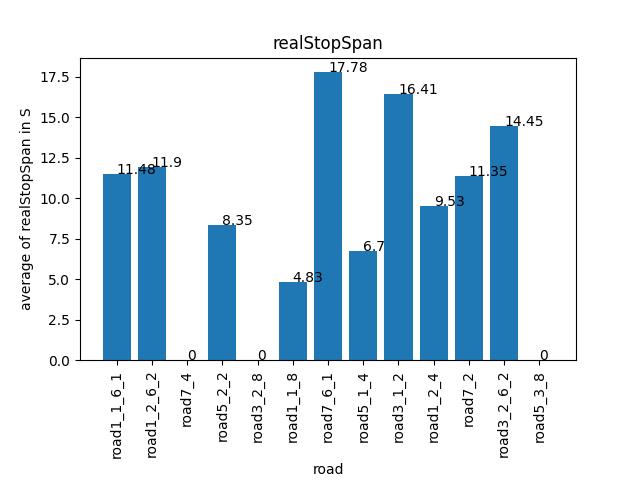 realStopSpan
average of realStopSpan in S
17.5
15.0
12.5
10.0
7.5
5.0
2.5
0.0
11.48
11.9
0
8.35
0
4.83
17.78
6.7
16.41
9.53
11.35
14.45
0
road1_1_6_1
road1_2_6_2
road7_4
road5_2_2
road3_2_8
road1_1_8
road7_6_1
road5_1_4
road3_1_2
road1_2_4
road7_2
road3_2_6_2
road5_3_8
road